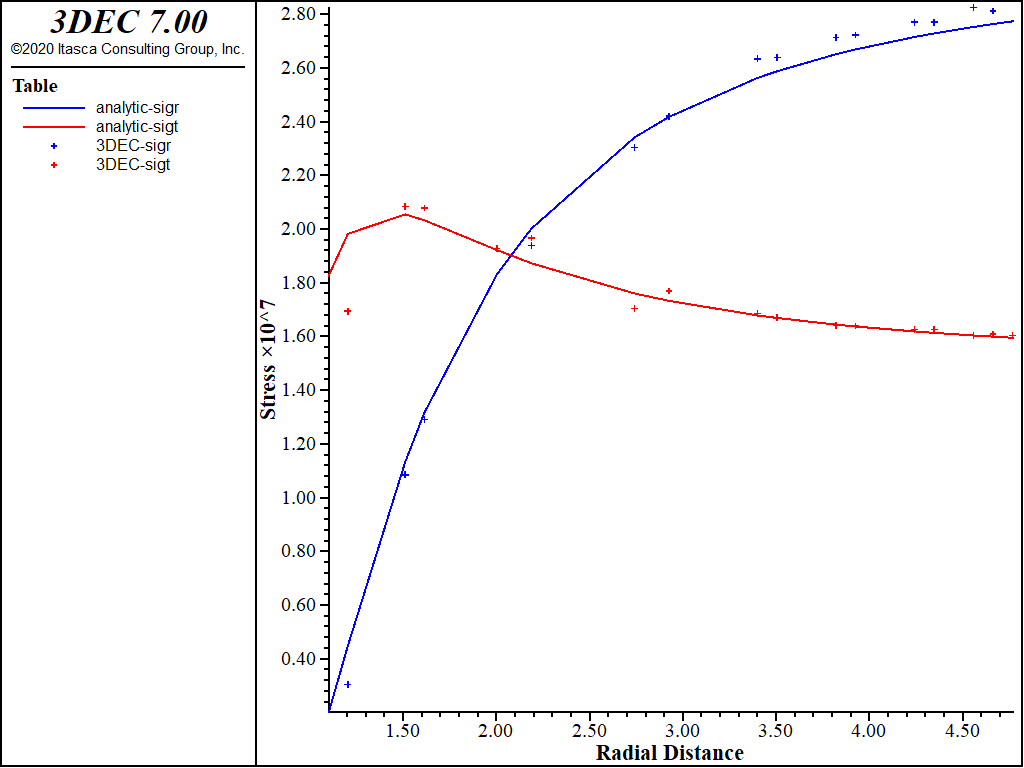 3DEC 7.00
©2020 Itasca Consulting Group, Inc.
Table
analytic-sigr
analytic-sigt
3DEC-sigr
3DEC-sigt
2.80
2.60
2.40
2.20
2.00
1.80
1.60
1.40
1.20
1.00
0.80
0.60
0.40
Stress ×10^7
1.50 2.00 2.50 3.00 3.50 4.00 4.50
Radial Distance